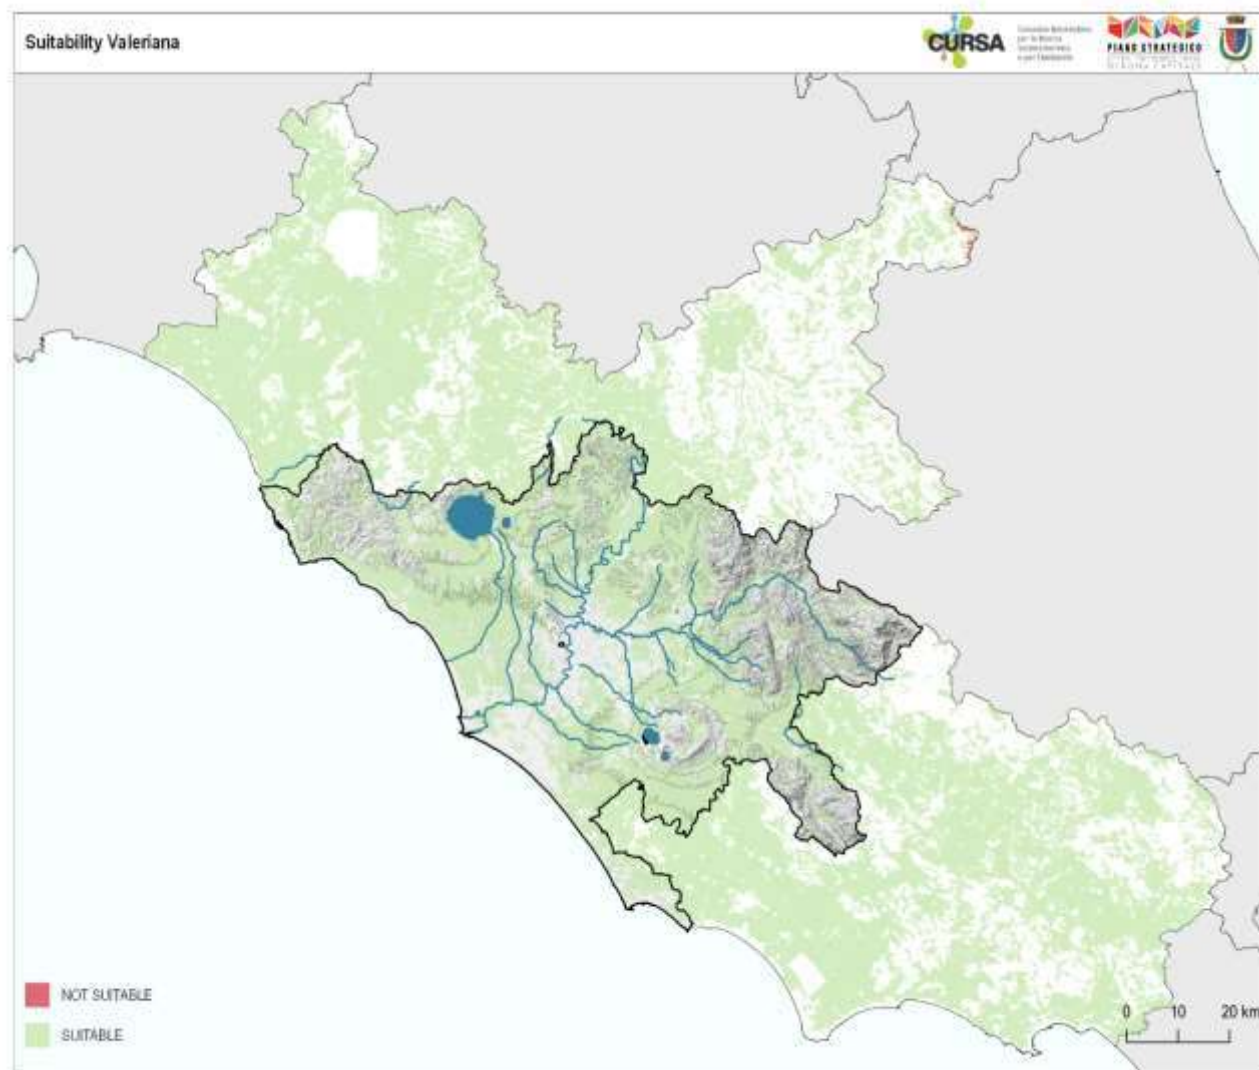 Suitability Valeriana
CURSA
PIANO STRATEGICO
NOT SUITABLE
SUITABLE
0 10 20 km